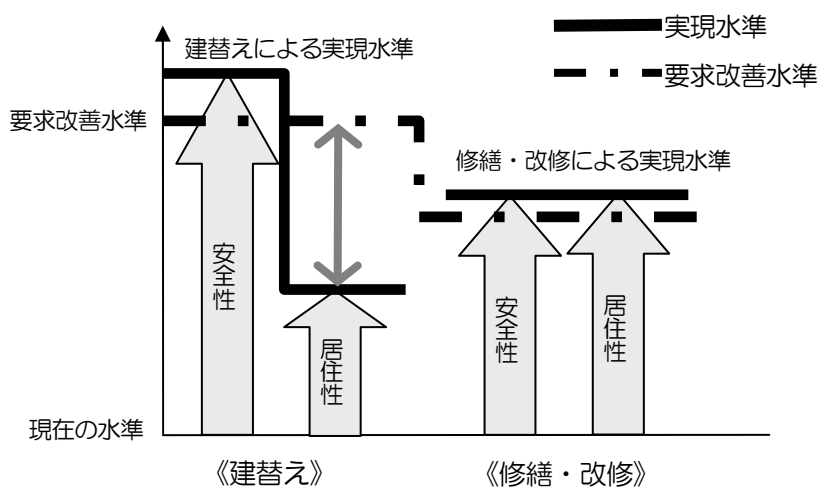 実現水準
要求改善水準
建替えによる実現水準
要求改善水準
修繕・改修による実現水準
安全性
居住性
安全性
居住性
現在の水準
《建替え》
《修繕・改修》